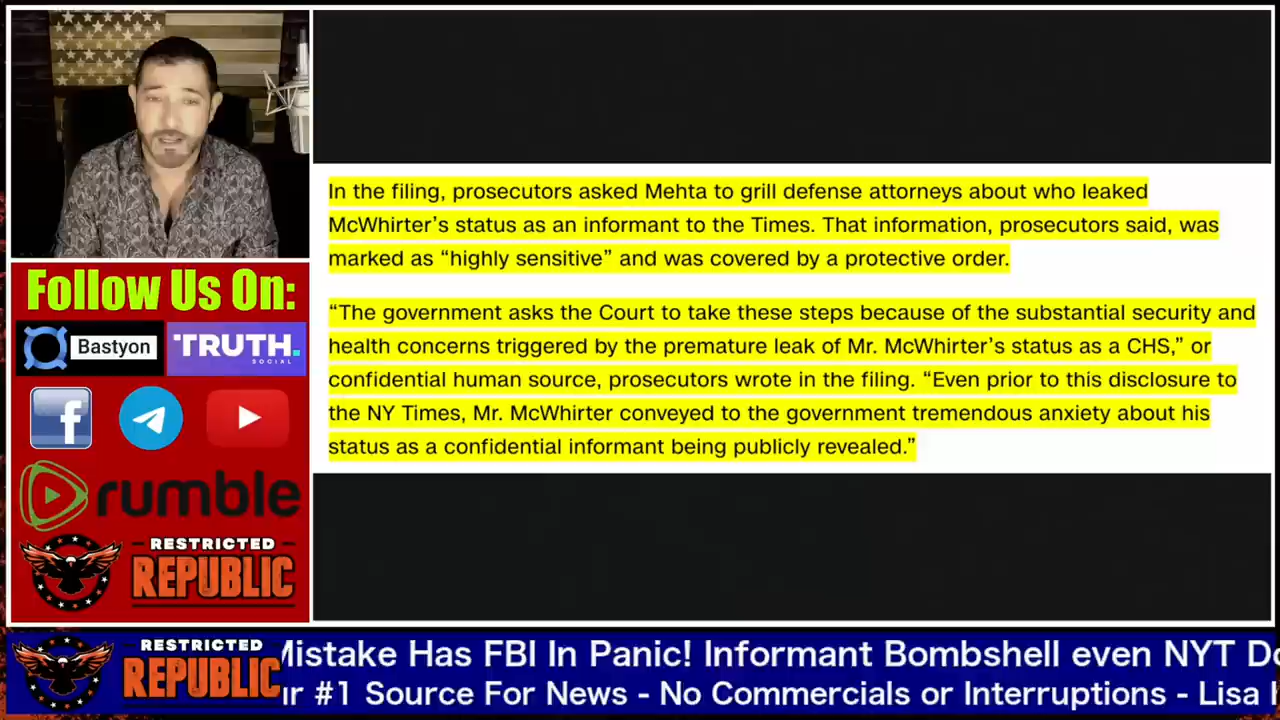 In the filing, prosecutors asked Mehta to grill defense attorneys about who leaked
McWhirter’s status as an informant to the Times. That information, prosecutors said, was
marked as “highly sensitive” and was covered by a protective order.
“The government asks the Court to take these steps because of the substantial security and
health concerns triggered by the premature leak of Mr. McWhirter’s status as a CHS,” or
confidential human source, prosecutors wrote in the filing. “Even prior to this disclosure to
the NY Times, Mr. McWhirter conveyed to the government tremendous anxiety about his
status as a confidential informant being publicly revealed.”
Follow Us On:
Bastyon
TRUTH.
SOCIAL
rumble
RESTRICTED
REPUBLIC
RESTRICTED
REPUBLIC
Mistake Has FBI In Panic! Informant Bombshell even NYT
#1 Source For News - No Commercials or Interruptions - Lisa